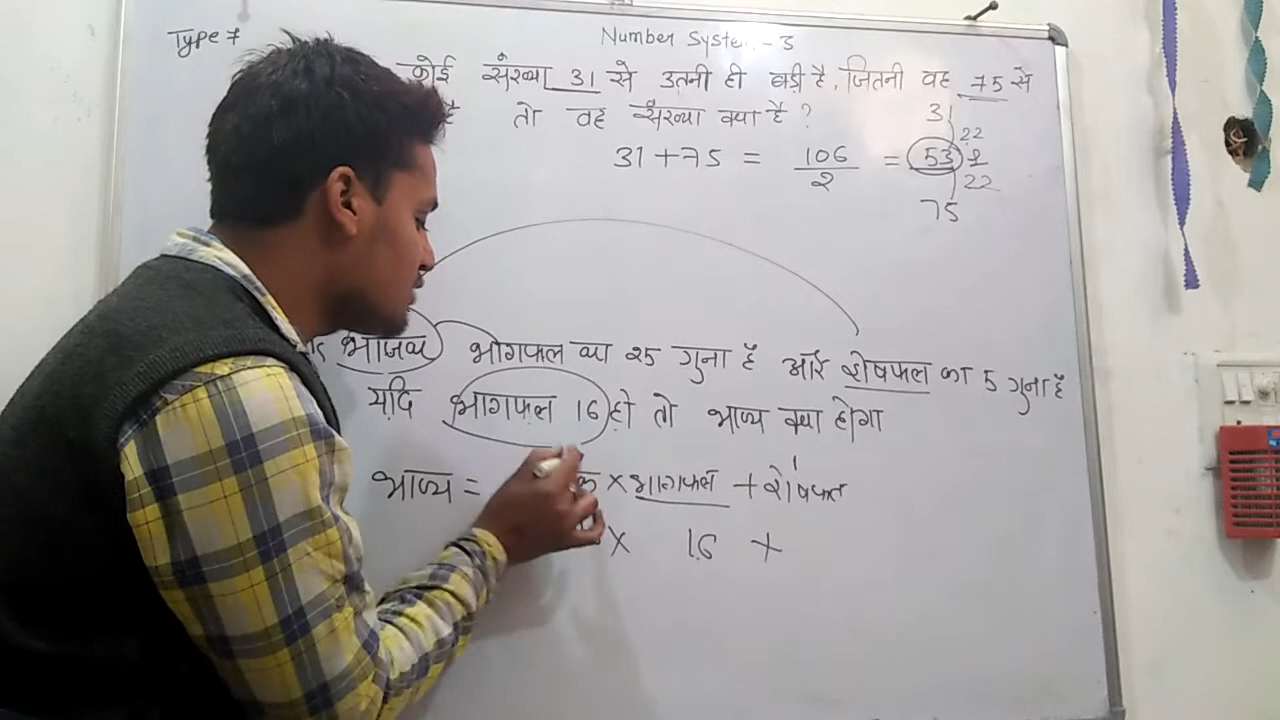 Type 7
Number System - 3
कोई संख्या 31 से उतनी ही बड़ी है, जितनी वह 75 से
है तो वह संख्या क्या है?
31 + 75 = 106/2 = 53
3
22
22
75
भाजक भागफल का 25 गुना है और शेषफल का 5 गुना है
यदि भागफल 16 हो तो भाज्य क्या होगा
भाज्य = × भागफल + शेषफल
× 16 +